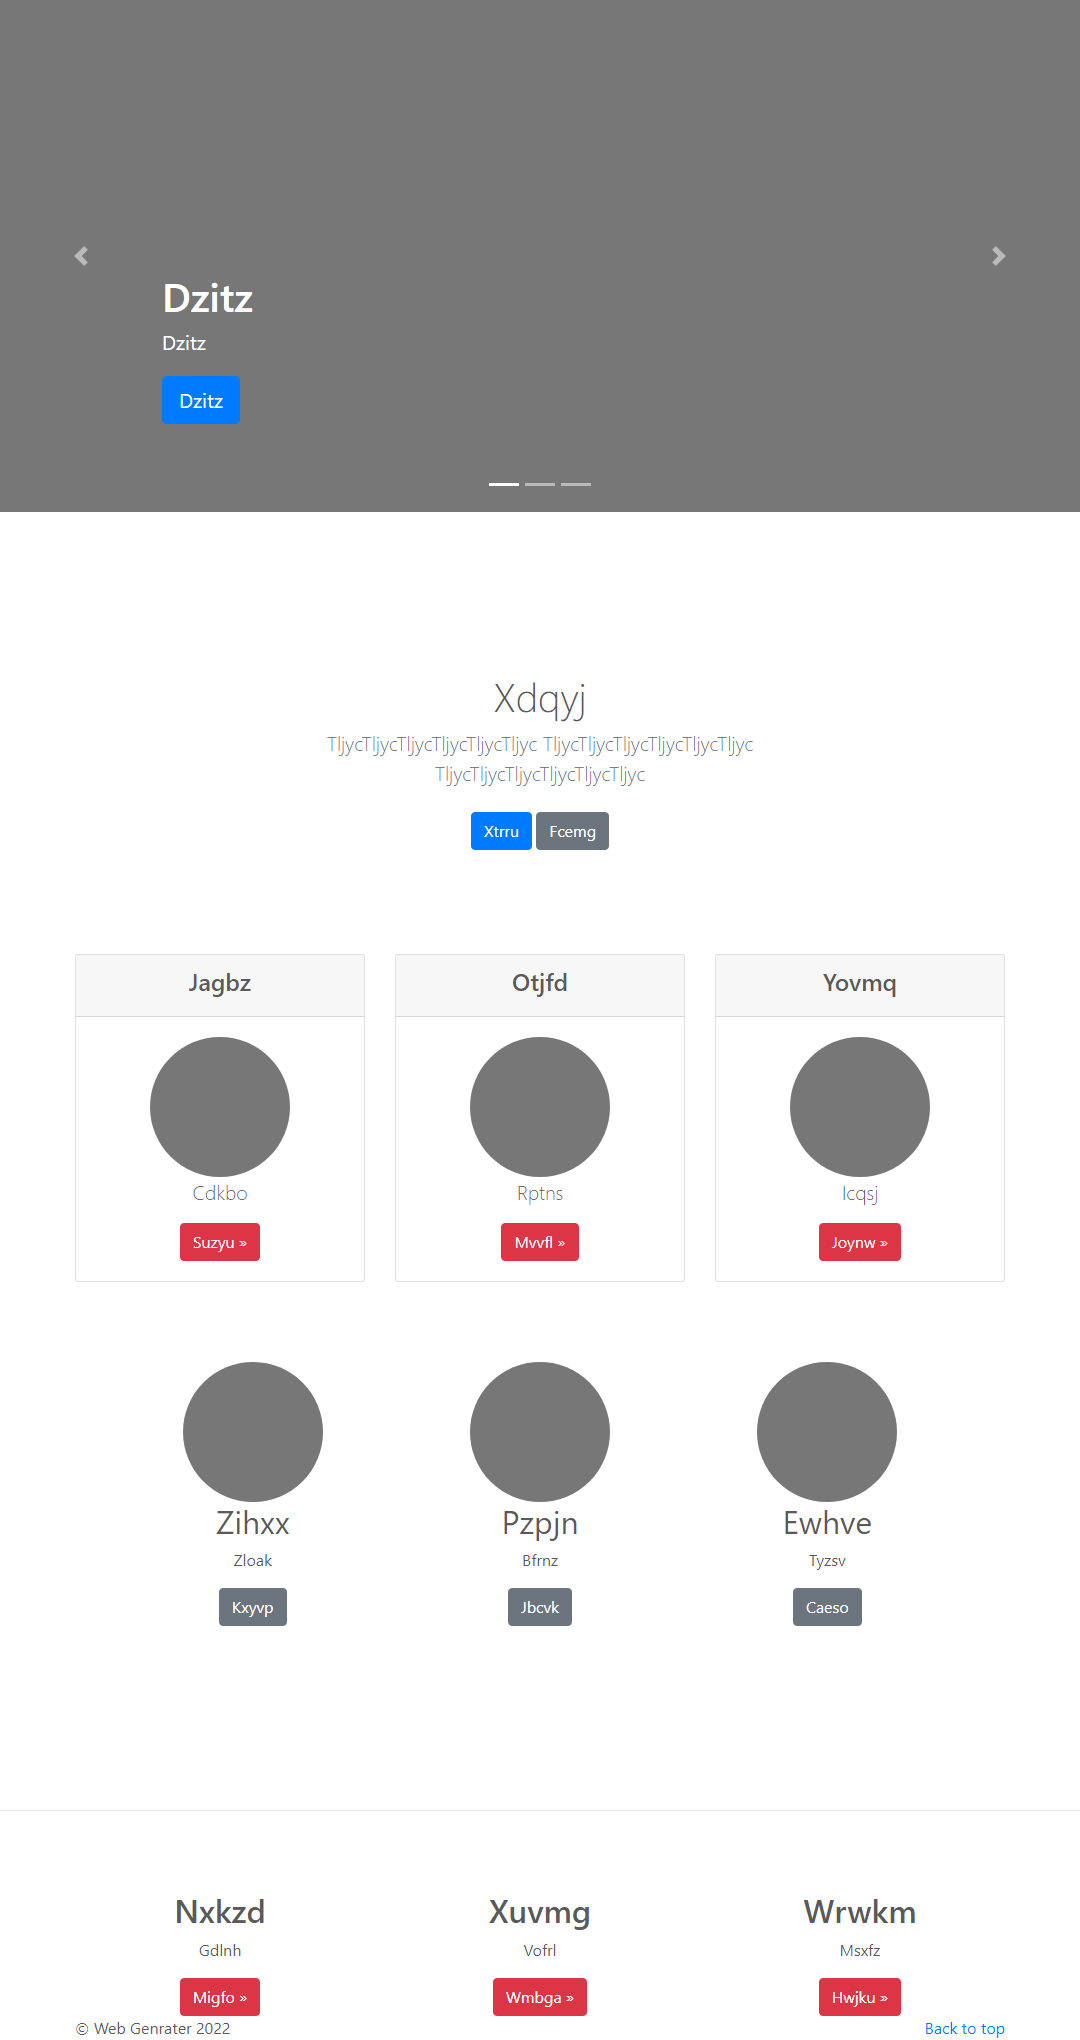 Dzitz
Dzitz
Dzitz
Xdqyj
TljycTljycTljycTljycTljycTljyc TljycTljycTljycTljycTljycTljyc
TljycTljycTljycTljycTljycTljyc
Xtrru Fcemg
Jagbz Otjfd Yovmq
Cdkbo Rptns Icqsj
Suzyu » Mvvfl » Joynw »
Zihxx Pzpjn Ewhve
Zloak Bfrnz Tyzsv
Kxyvp Jbcvk Caeso
Nxkzd Xuvmg Wrwkm
Gdlnh Vofrl Msxfz
Migfo » Wmbga » Hwjku »
© Web Genrater 2022 Back to top